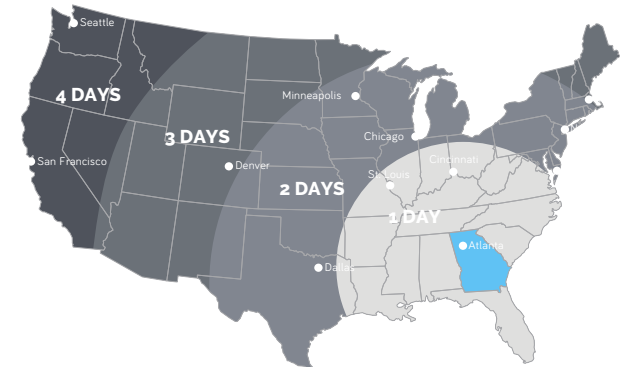 Seattle
4 DAYS
Minneapolis
3 DAYS
Chicago
San Francisco
Denver
Cincinnati
St. Louis
2 DAYS
1 DAY
Atlanta
Dallas